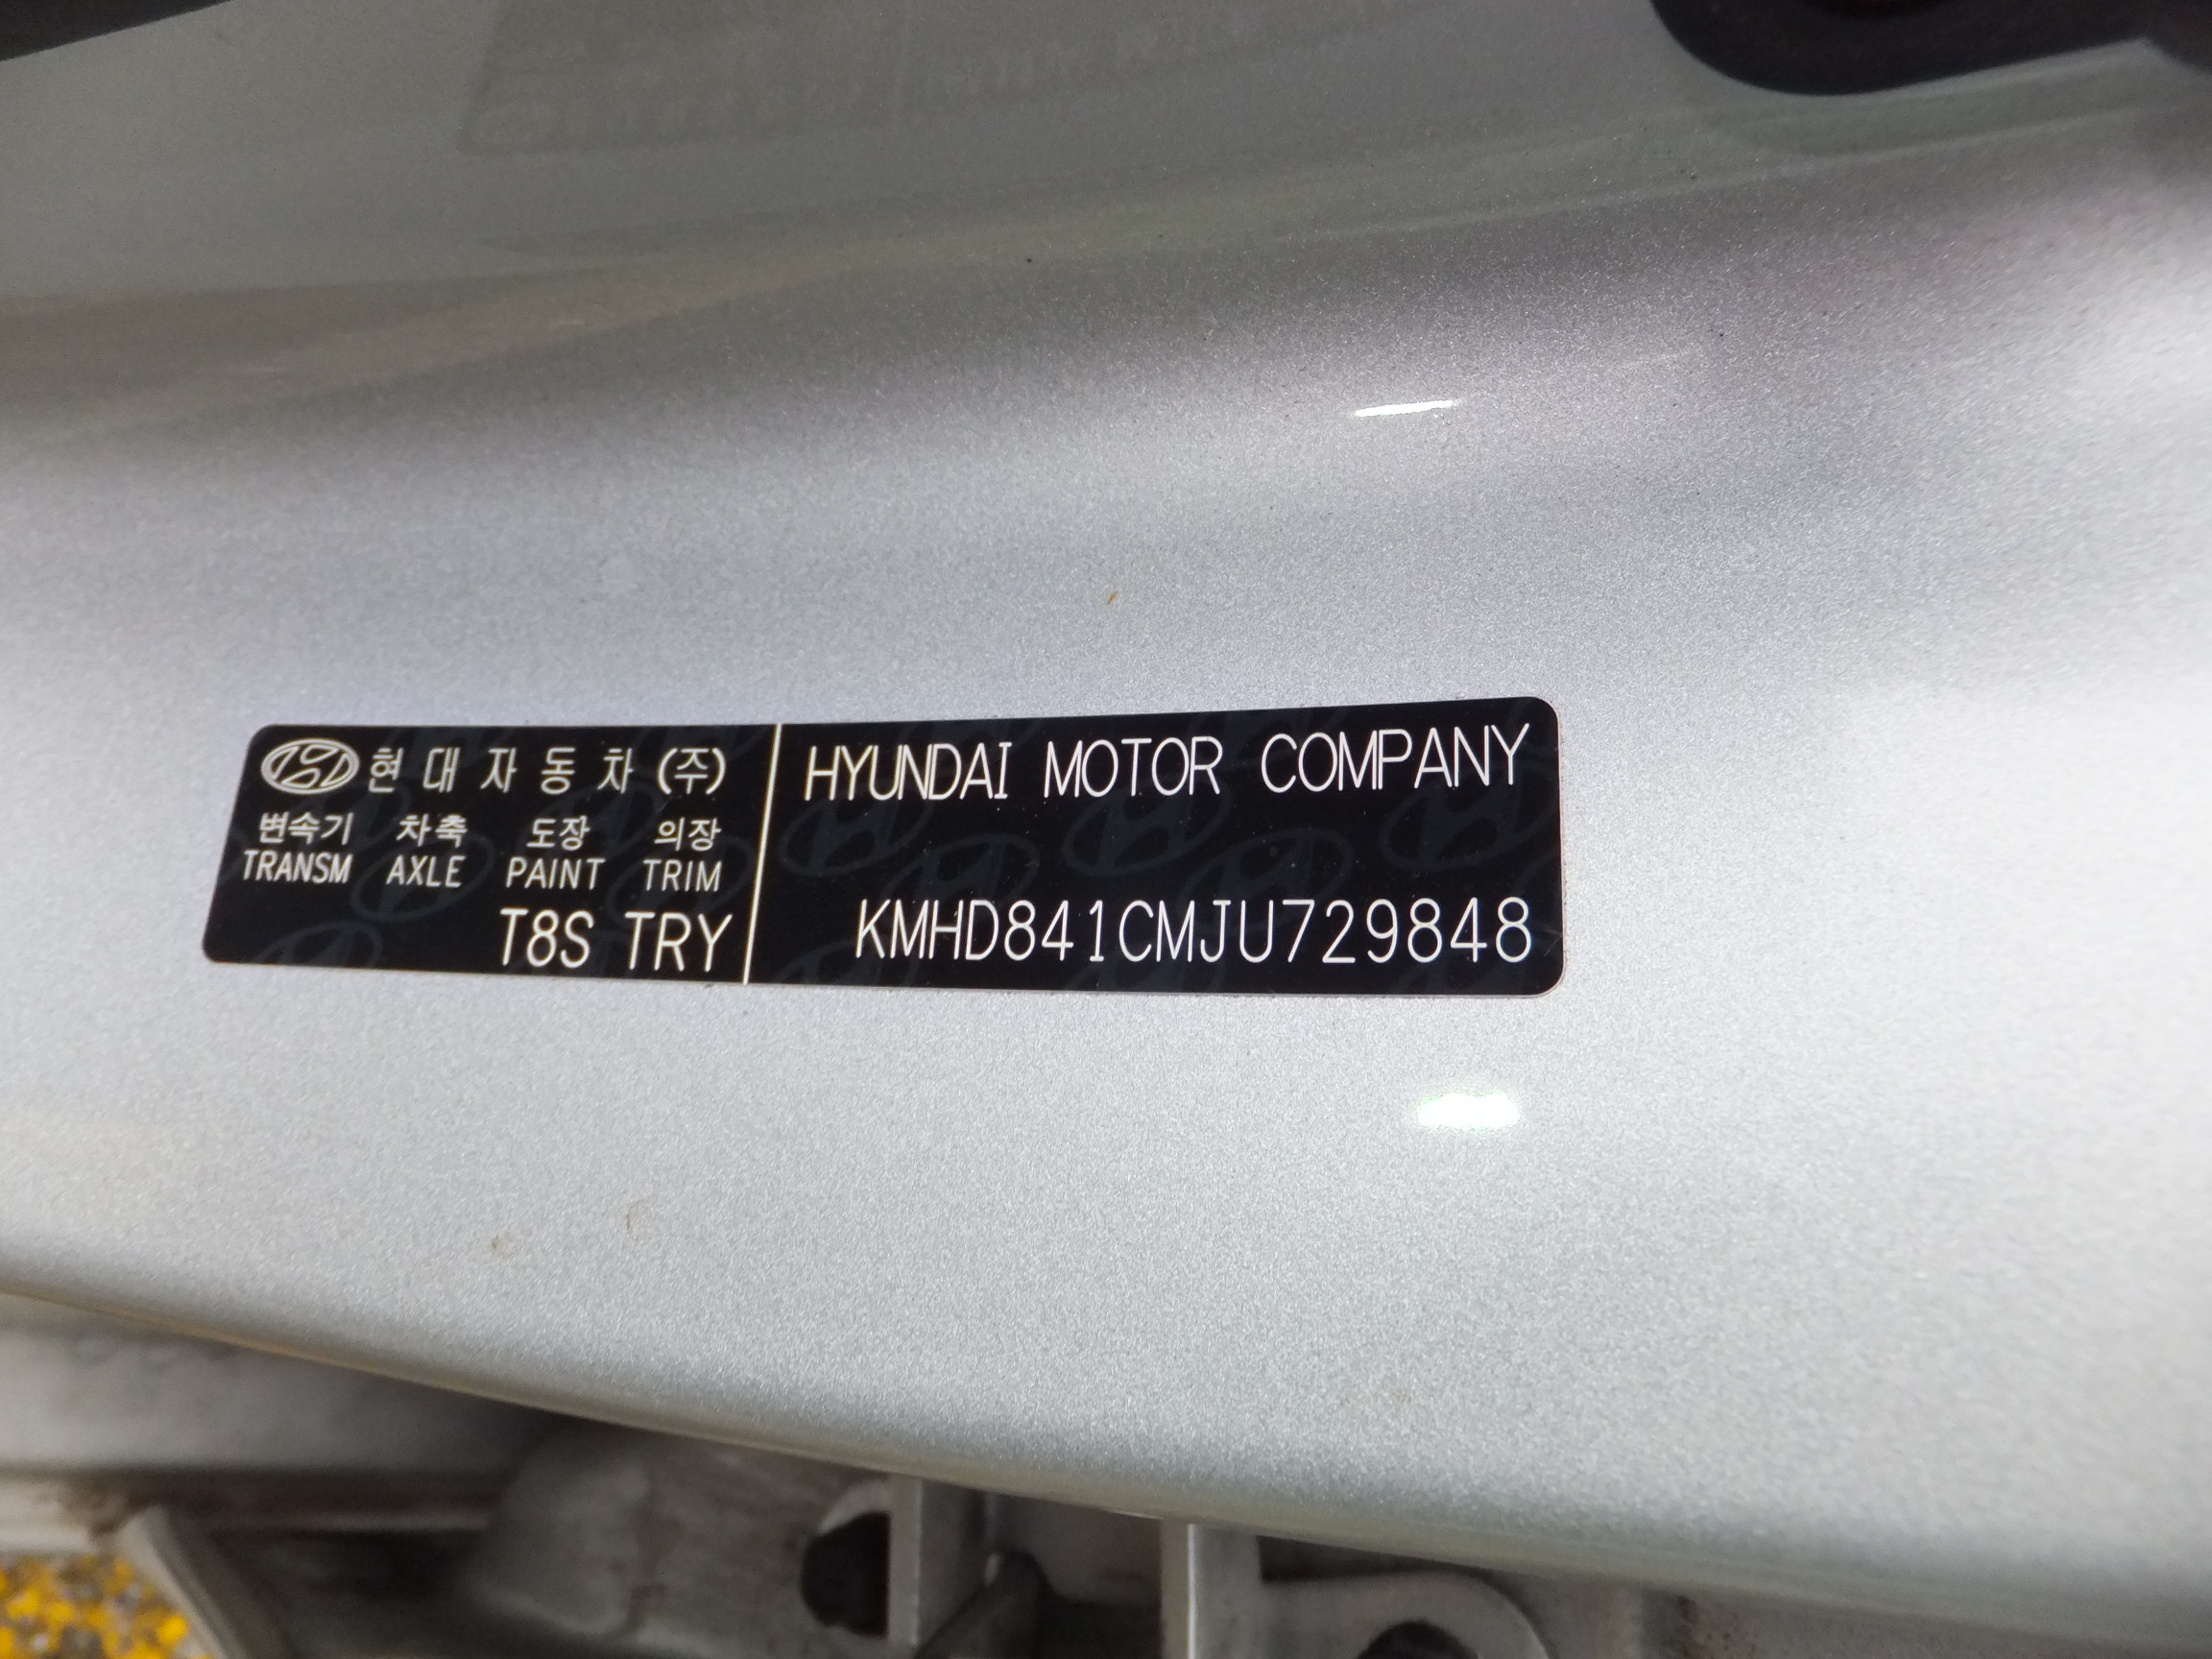 현대자동차(주)
변속기 차축 도장 의장
TRANSM AXLE PAINT TRIM
T8S TRY
HYUNDAI MOTOR COMPANY
KMHD841CMJU729848